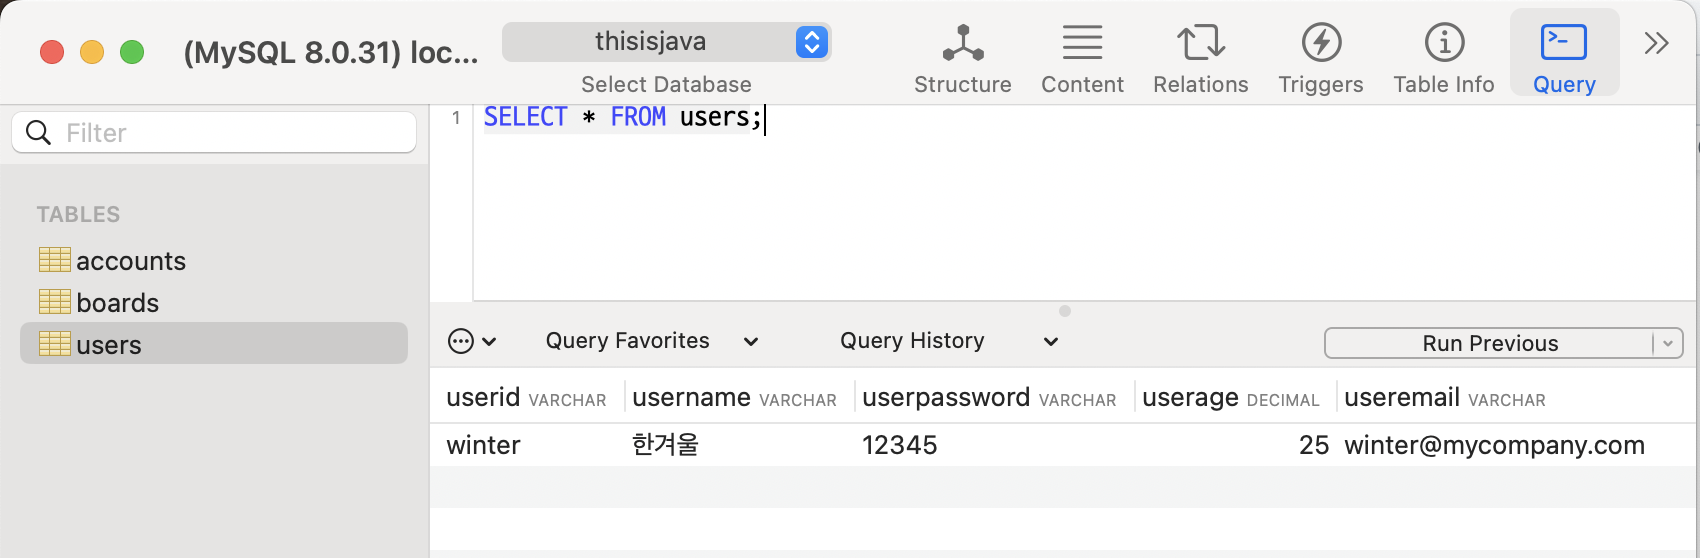 (MySQL 8.0.31) loc...
thisisjava
Select Database
Structure
Content
Relations
Triggers
Table Info
Query
Filter
TABLES
accounts
boards
users
1 SELECT * FROM users;
Query Favorites
Query History
Run Previous
userid VARCHAR username VARCHAR userpassword VARCHAR userage DECIMAL useremail VARCHAR
winter 한겨울 12345 25 winter@mycompany.com